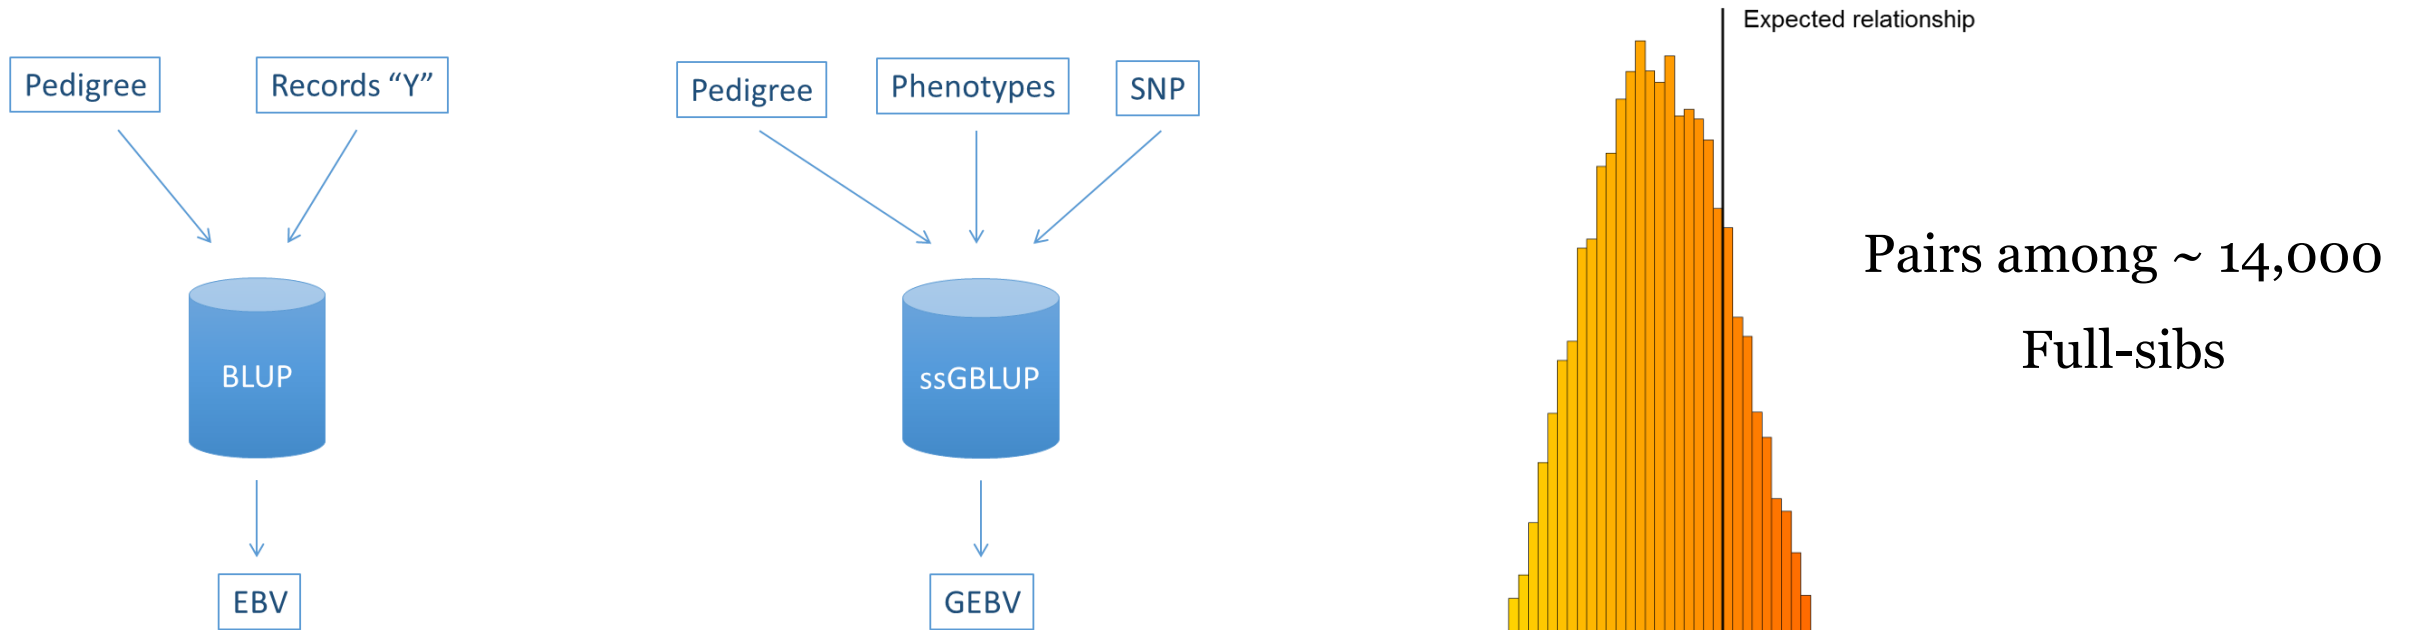 Pedigree
Records “Y”
BLUP
EBV
Pedigree
Phenotypes
SNP
ssGBLUP
GEBV
Expected relationship
Pairs among ~ 14,000
Full-sibs